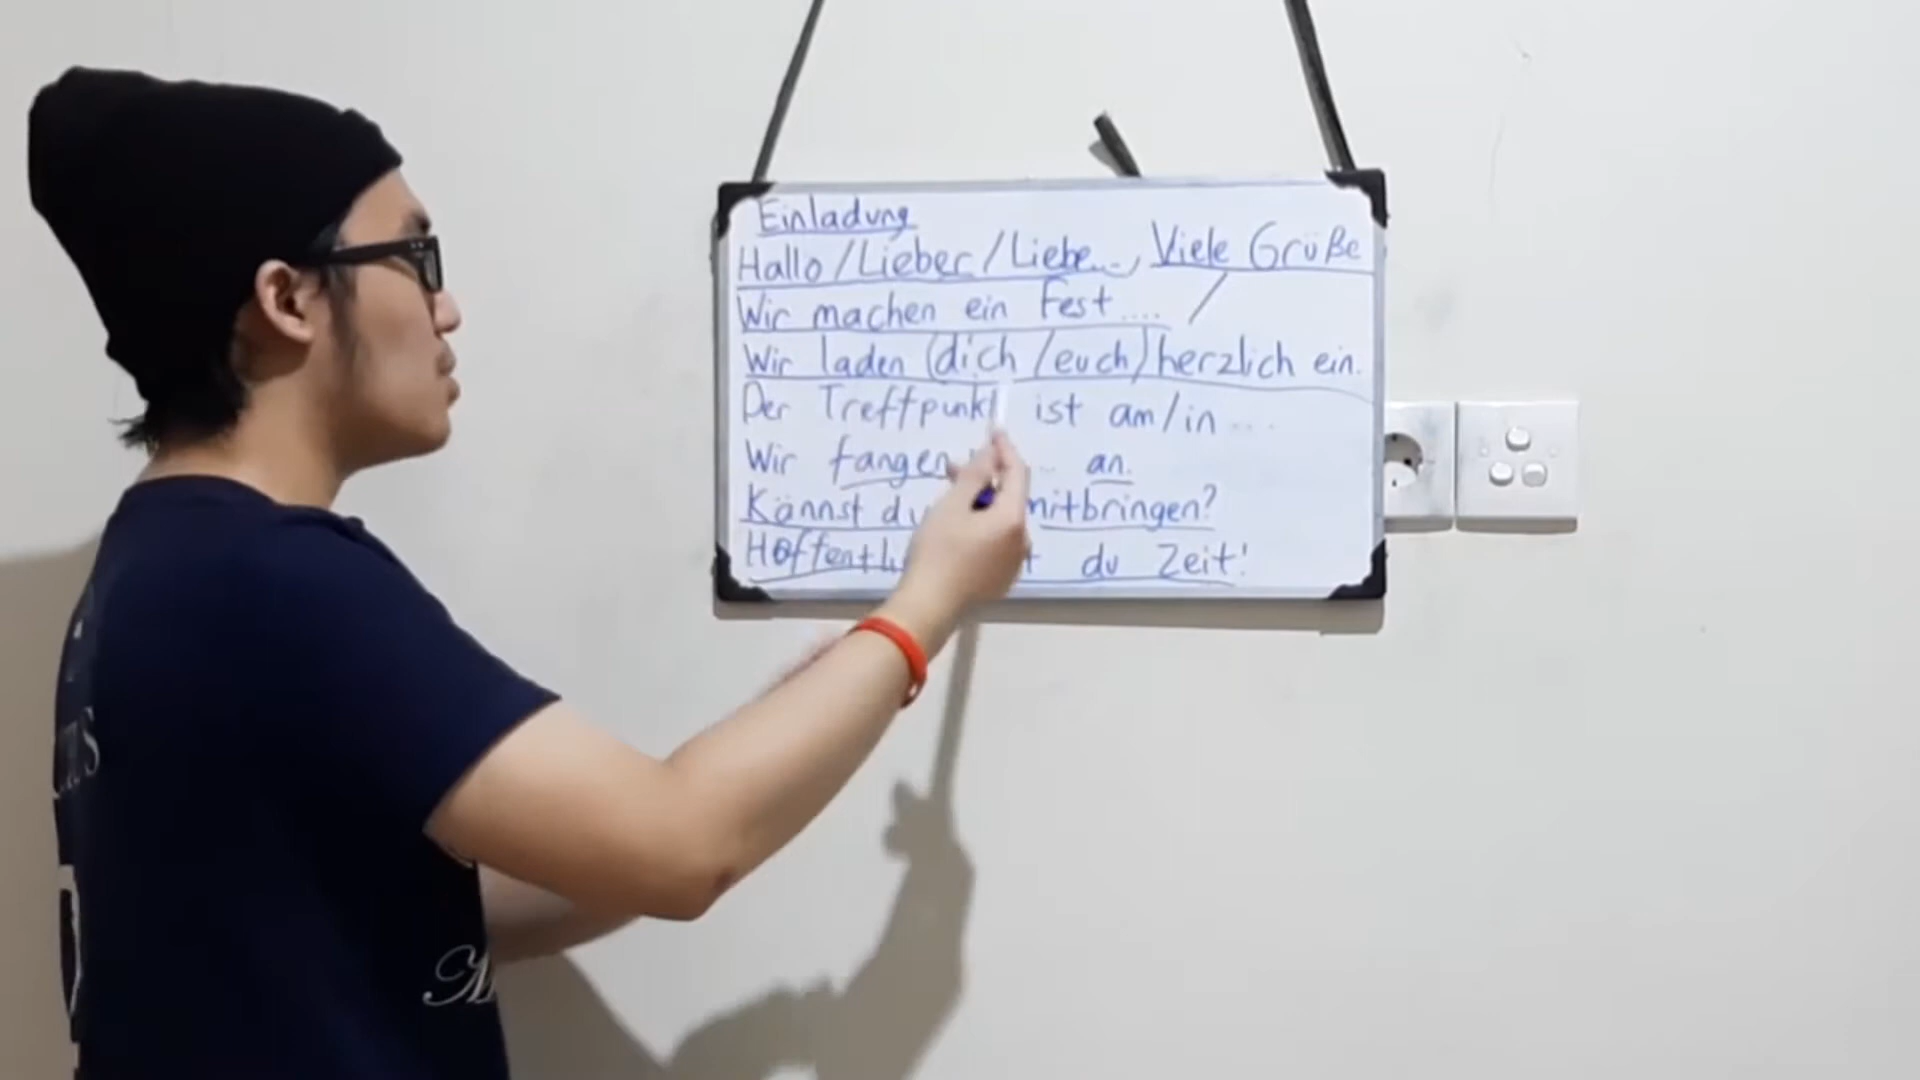 Einladung
Hallo/Lieber/Liebe..., Viele Grüße
Wir machen ein Fest .... /
Wir laden (dich/euch) herzlich ein.
Der Treffpunkt ist am/in ...
Wir fangen ... an.
Kannst du mitbringen?
du Zeit!